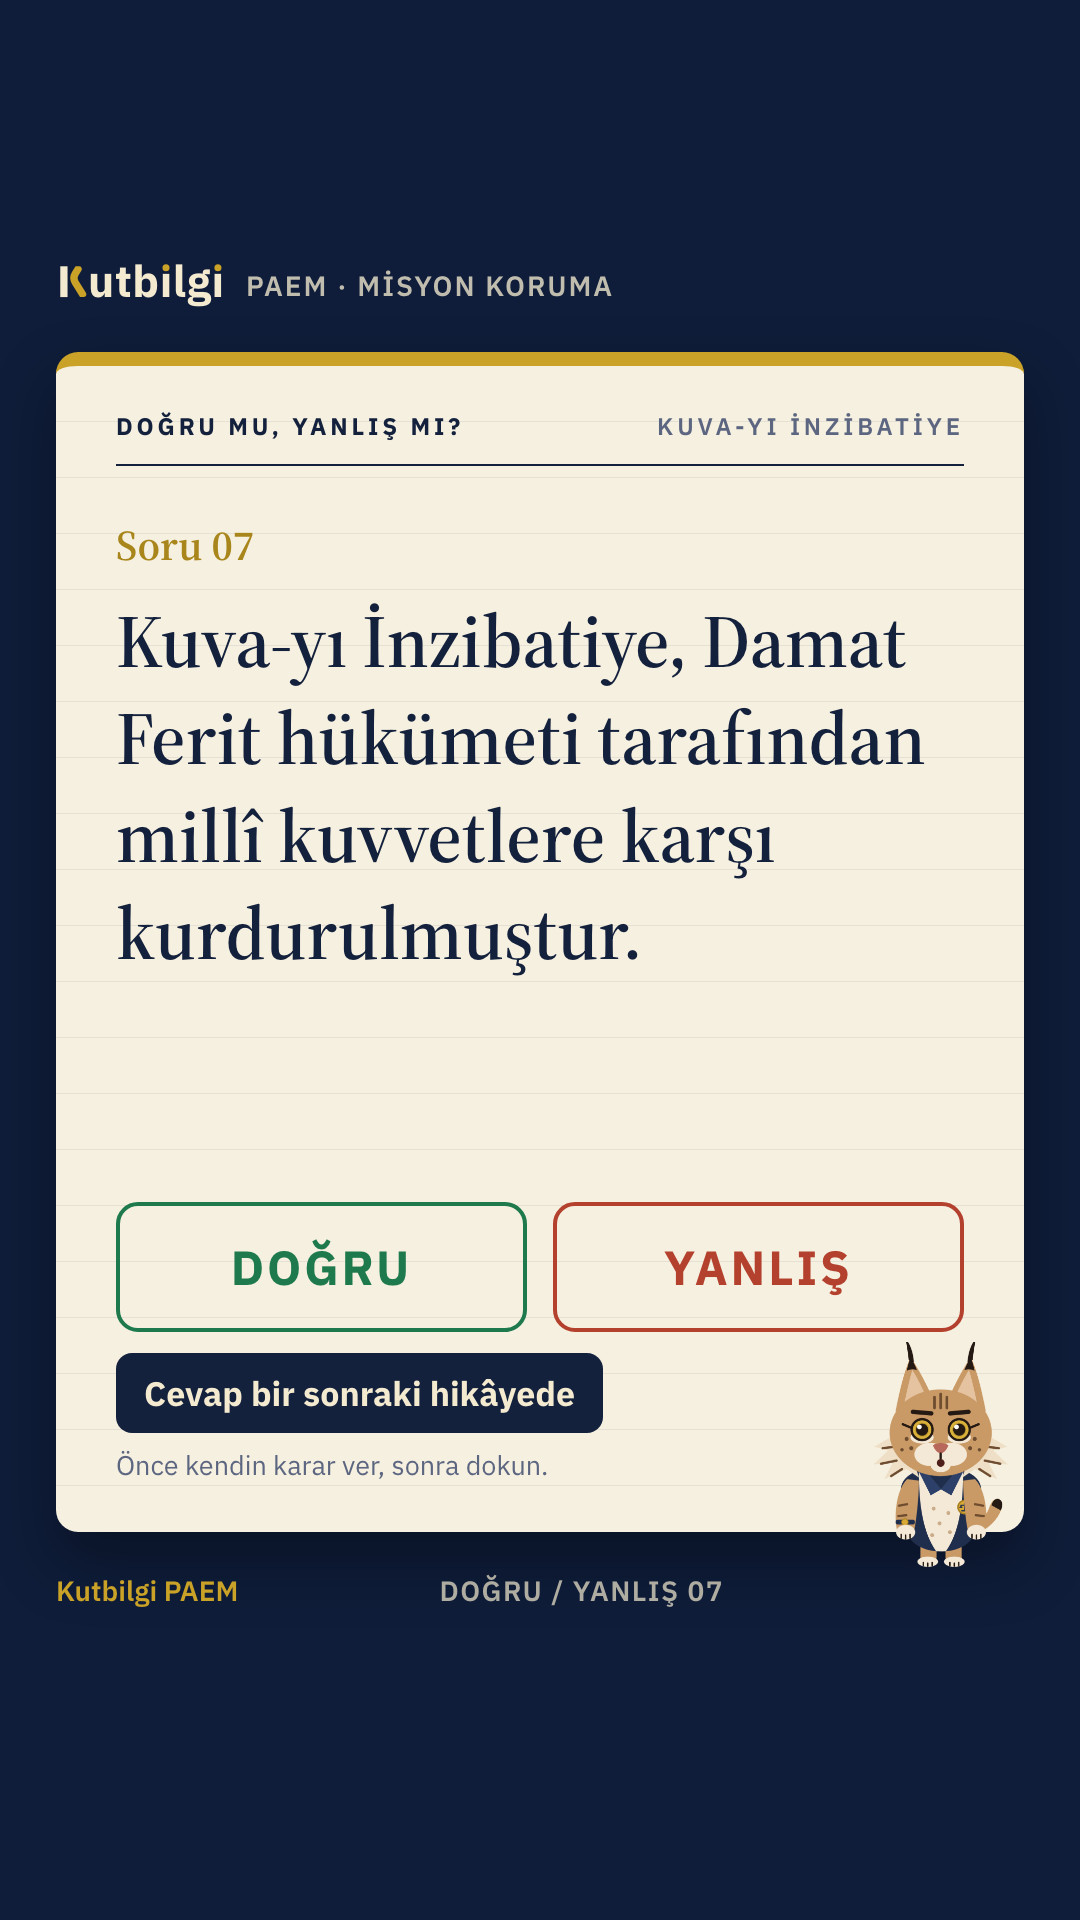 Kutbilgi PAEM · MİSYON KORUMA
DOĞRU MU, YANLIŞ MI? KUVA-YI İNZİBATİYE
Soru 07
Kuva-yı İnzibatiye, Damat
Ferit hükümeti tarafından
millî kuvvetlere karşı
kurdurulmuştur.
DOĞRU YANLIŞ
Cevap bir sonraki hikâyede
Önce kendin karar ver, sonra dokun.
Kutbilgi PAEM DOĞRU / YANLIŞ 07